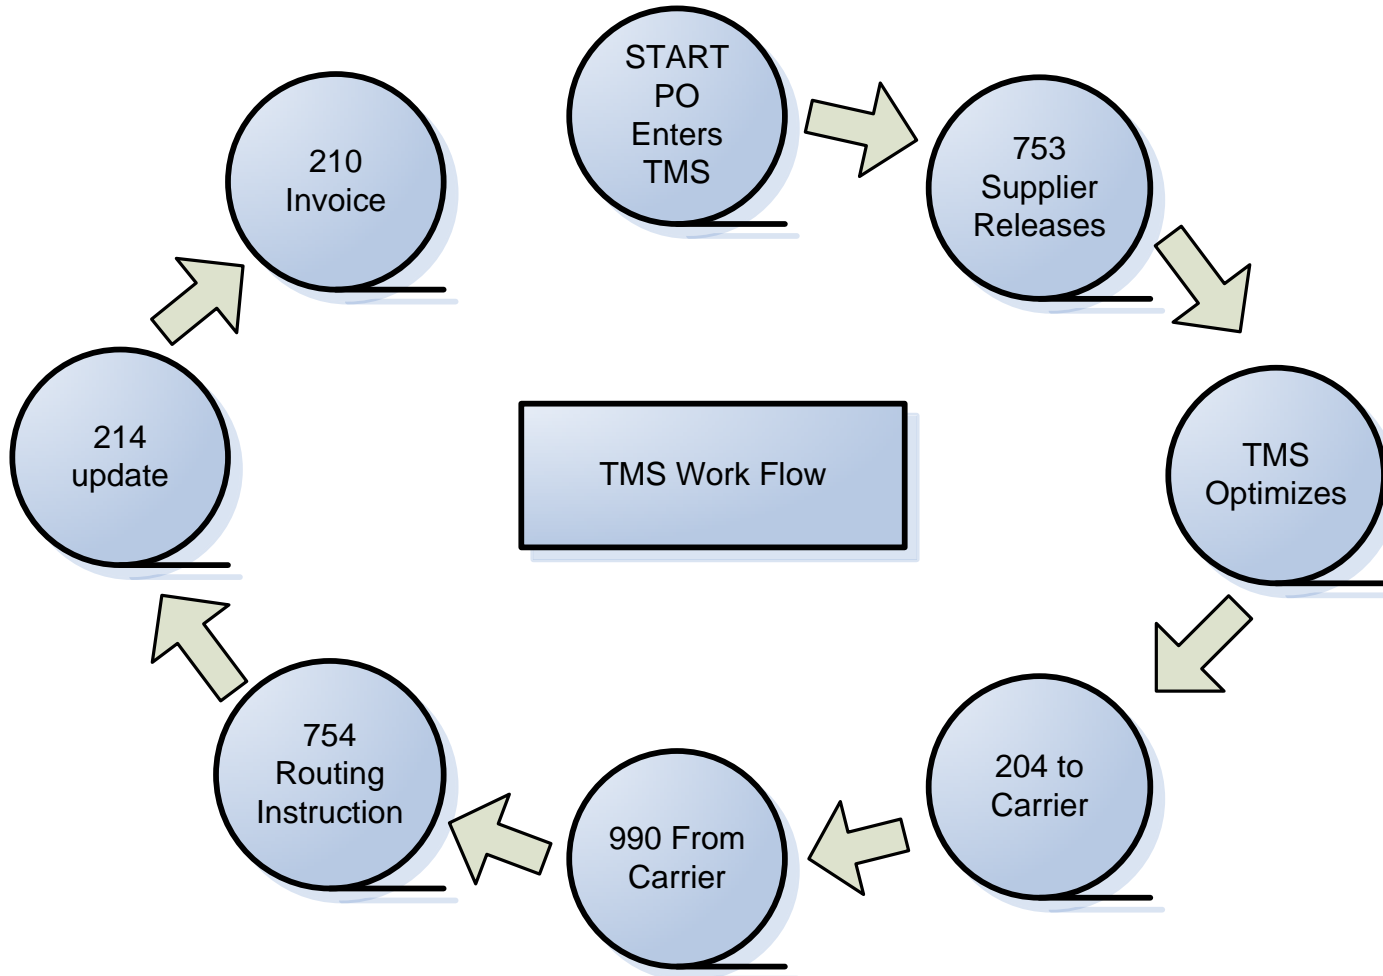 START
PO
Enters
TMS
753
Supplier
Releases
TMS
Optimizes
204 to
Carrier
990 From
Carrier
754
Routing
Instruction
214
update
210
Invoice
TMS Work Flow